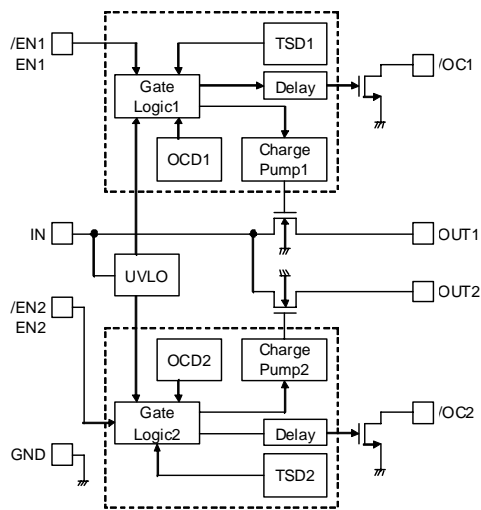 /EN1
EN1
TSD1
/OC1
Gate
Logic1
Delay
OCD1
Charge
Pump1
IN
OUT1
UVLO
OUT2
/EN2
EN2
OCD2
Charge
Pump2
/OC2
Gate
Logic2
Delay
GND
TSD2